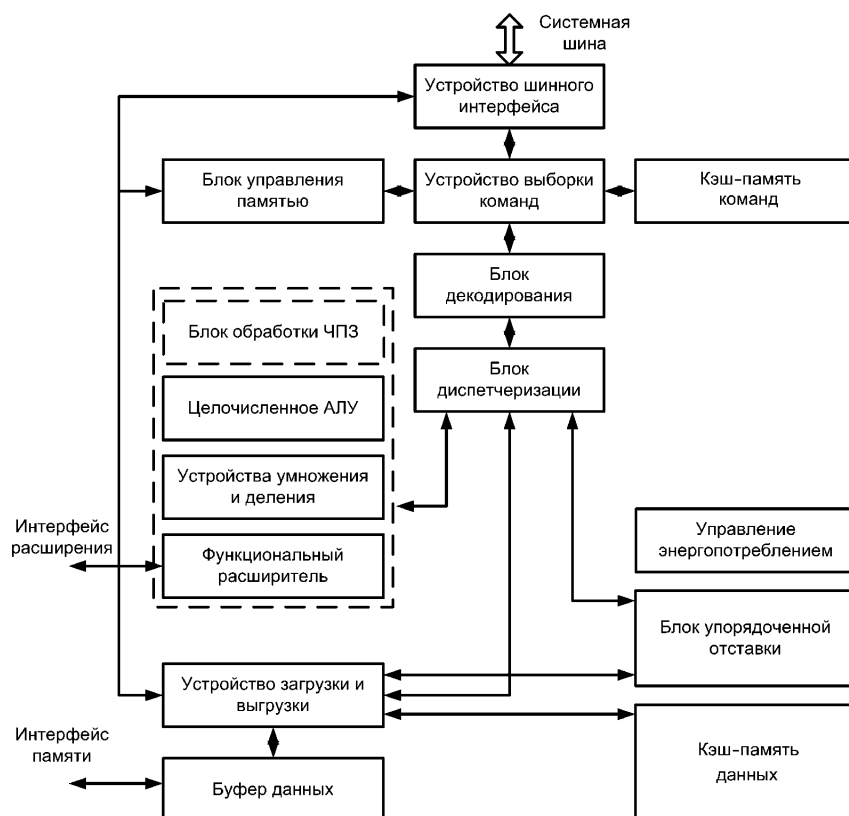 Системная
шина
Устройство шинного
интерфейса
Блок управления
памятью
Устройство выборки
команд
Кэш-память
команд
Блок
декодирования
Блок обработки ЧПЗ
Блок
диспетчеризации
Целочисленное АЛУ
Устройства умножения
и деления
Интерфейс
расширения
Функциональный
расширитель
Управление
энергопотреблением
Блок упорядоченной
отставки
Устройство загрузки и
выгрузки
Интерфейс
памяти
Буфер данных
Кэш-память
данных